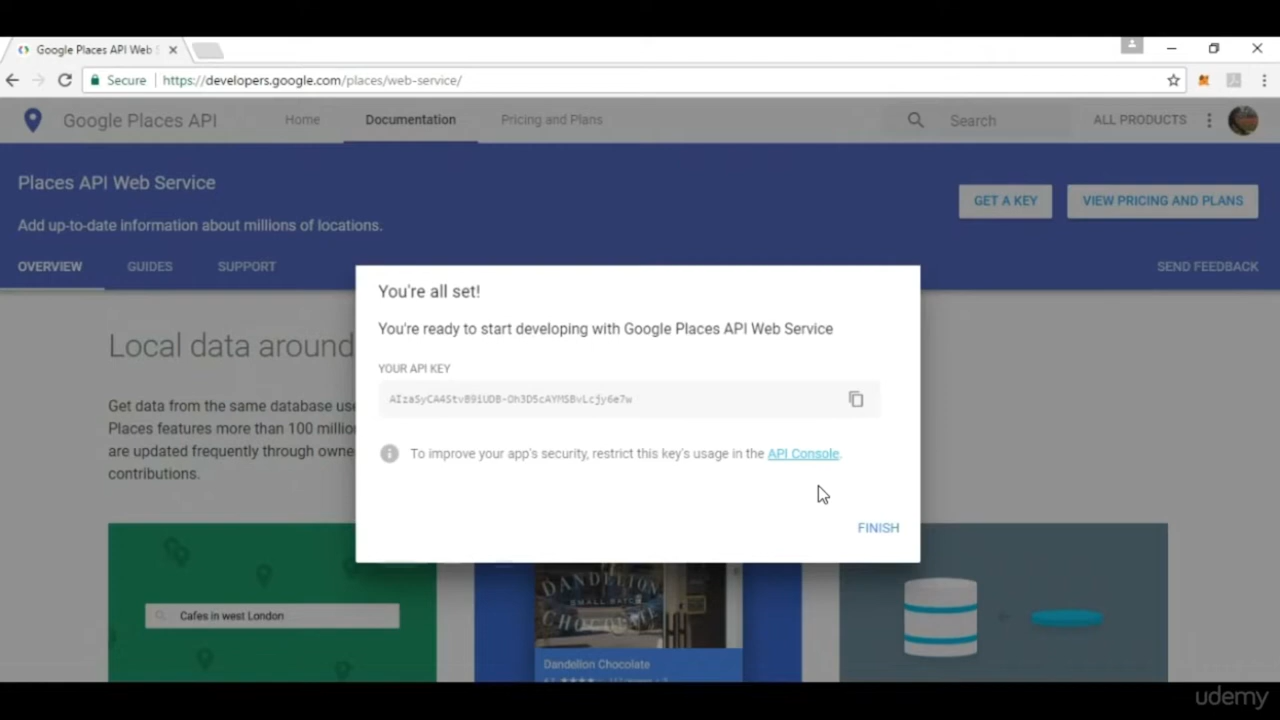 Google Places API Web S
Secure https://developers.google.com/places/web-service/
Google Places API Home Documentation Pricing and Plans Search ALL PRODUCTS
Places API Web Service
GET A KEY VIEW PRICING AND PLANS
Add up-to-date information about millions of locations.
OVERVIEW GUIDES SUPPORT SEND FEEDBACK
You're all set!
You're ready to start developing with Google Places API Web Service
YOUR API KEY
To improve your app's security, restrict this key's usage in the API Console.
FINISH
Local data around
Get data from the same database use
Places features more than 100 millio
are updated frequently through owne
contributions.
Cafes in west London
DANDELION
SMALL BATCH
CHOCOLATE
Dandelion Chocolate
udemy